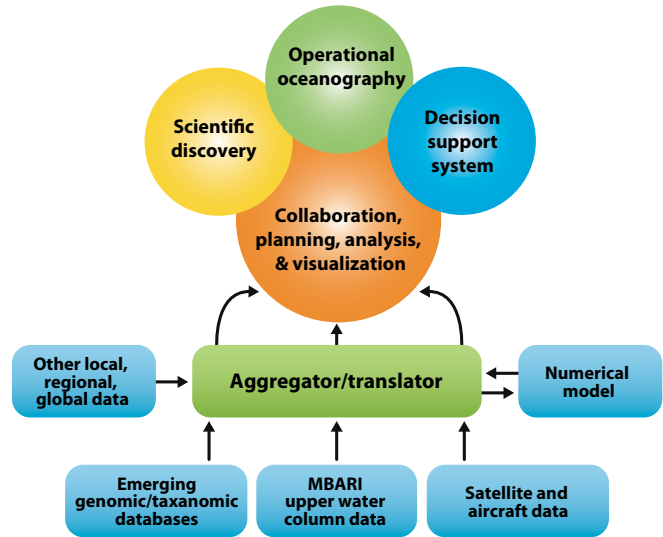 Operational
oceanography
Scientific
discovery
Decision
support
system
Collaboration,
planning, analysis,
& visualization
Other local,
regional,
global data
Aggregator/translator
Numerical
model
Emerging
genomic/taxanomic
databases
MBARI
upper water
column data
Satellite and
aircraft data